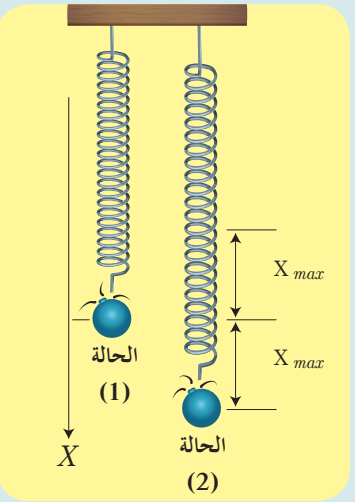 X max
X max
الحالة
(1)
الحالة
(2)
X